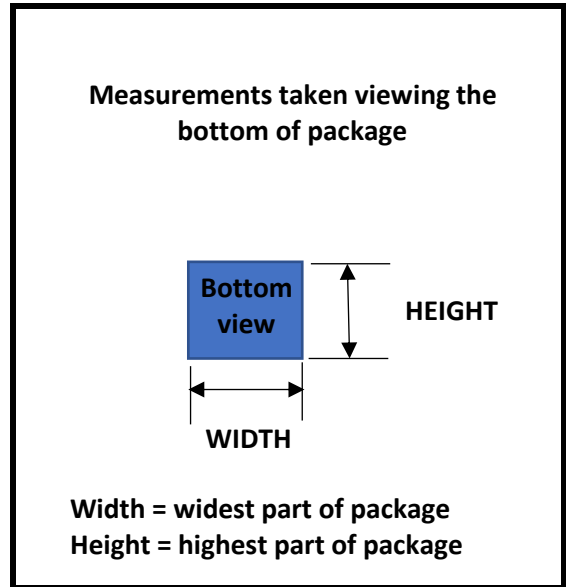 Measurements taken viewing the
bottom of package
Bottom
view
HEIGHT
WIDTH
Width = widest part of package
Height = highest part of package